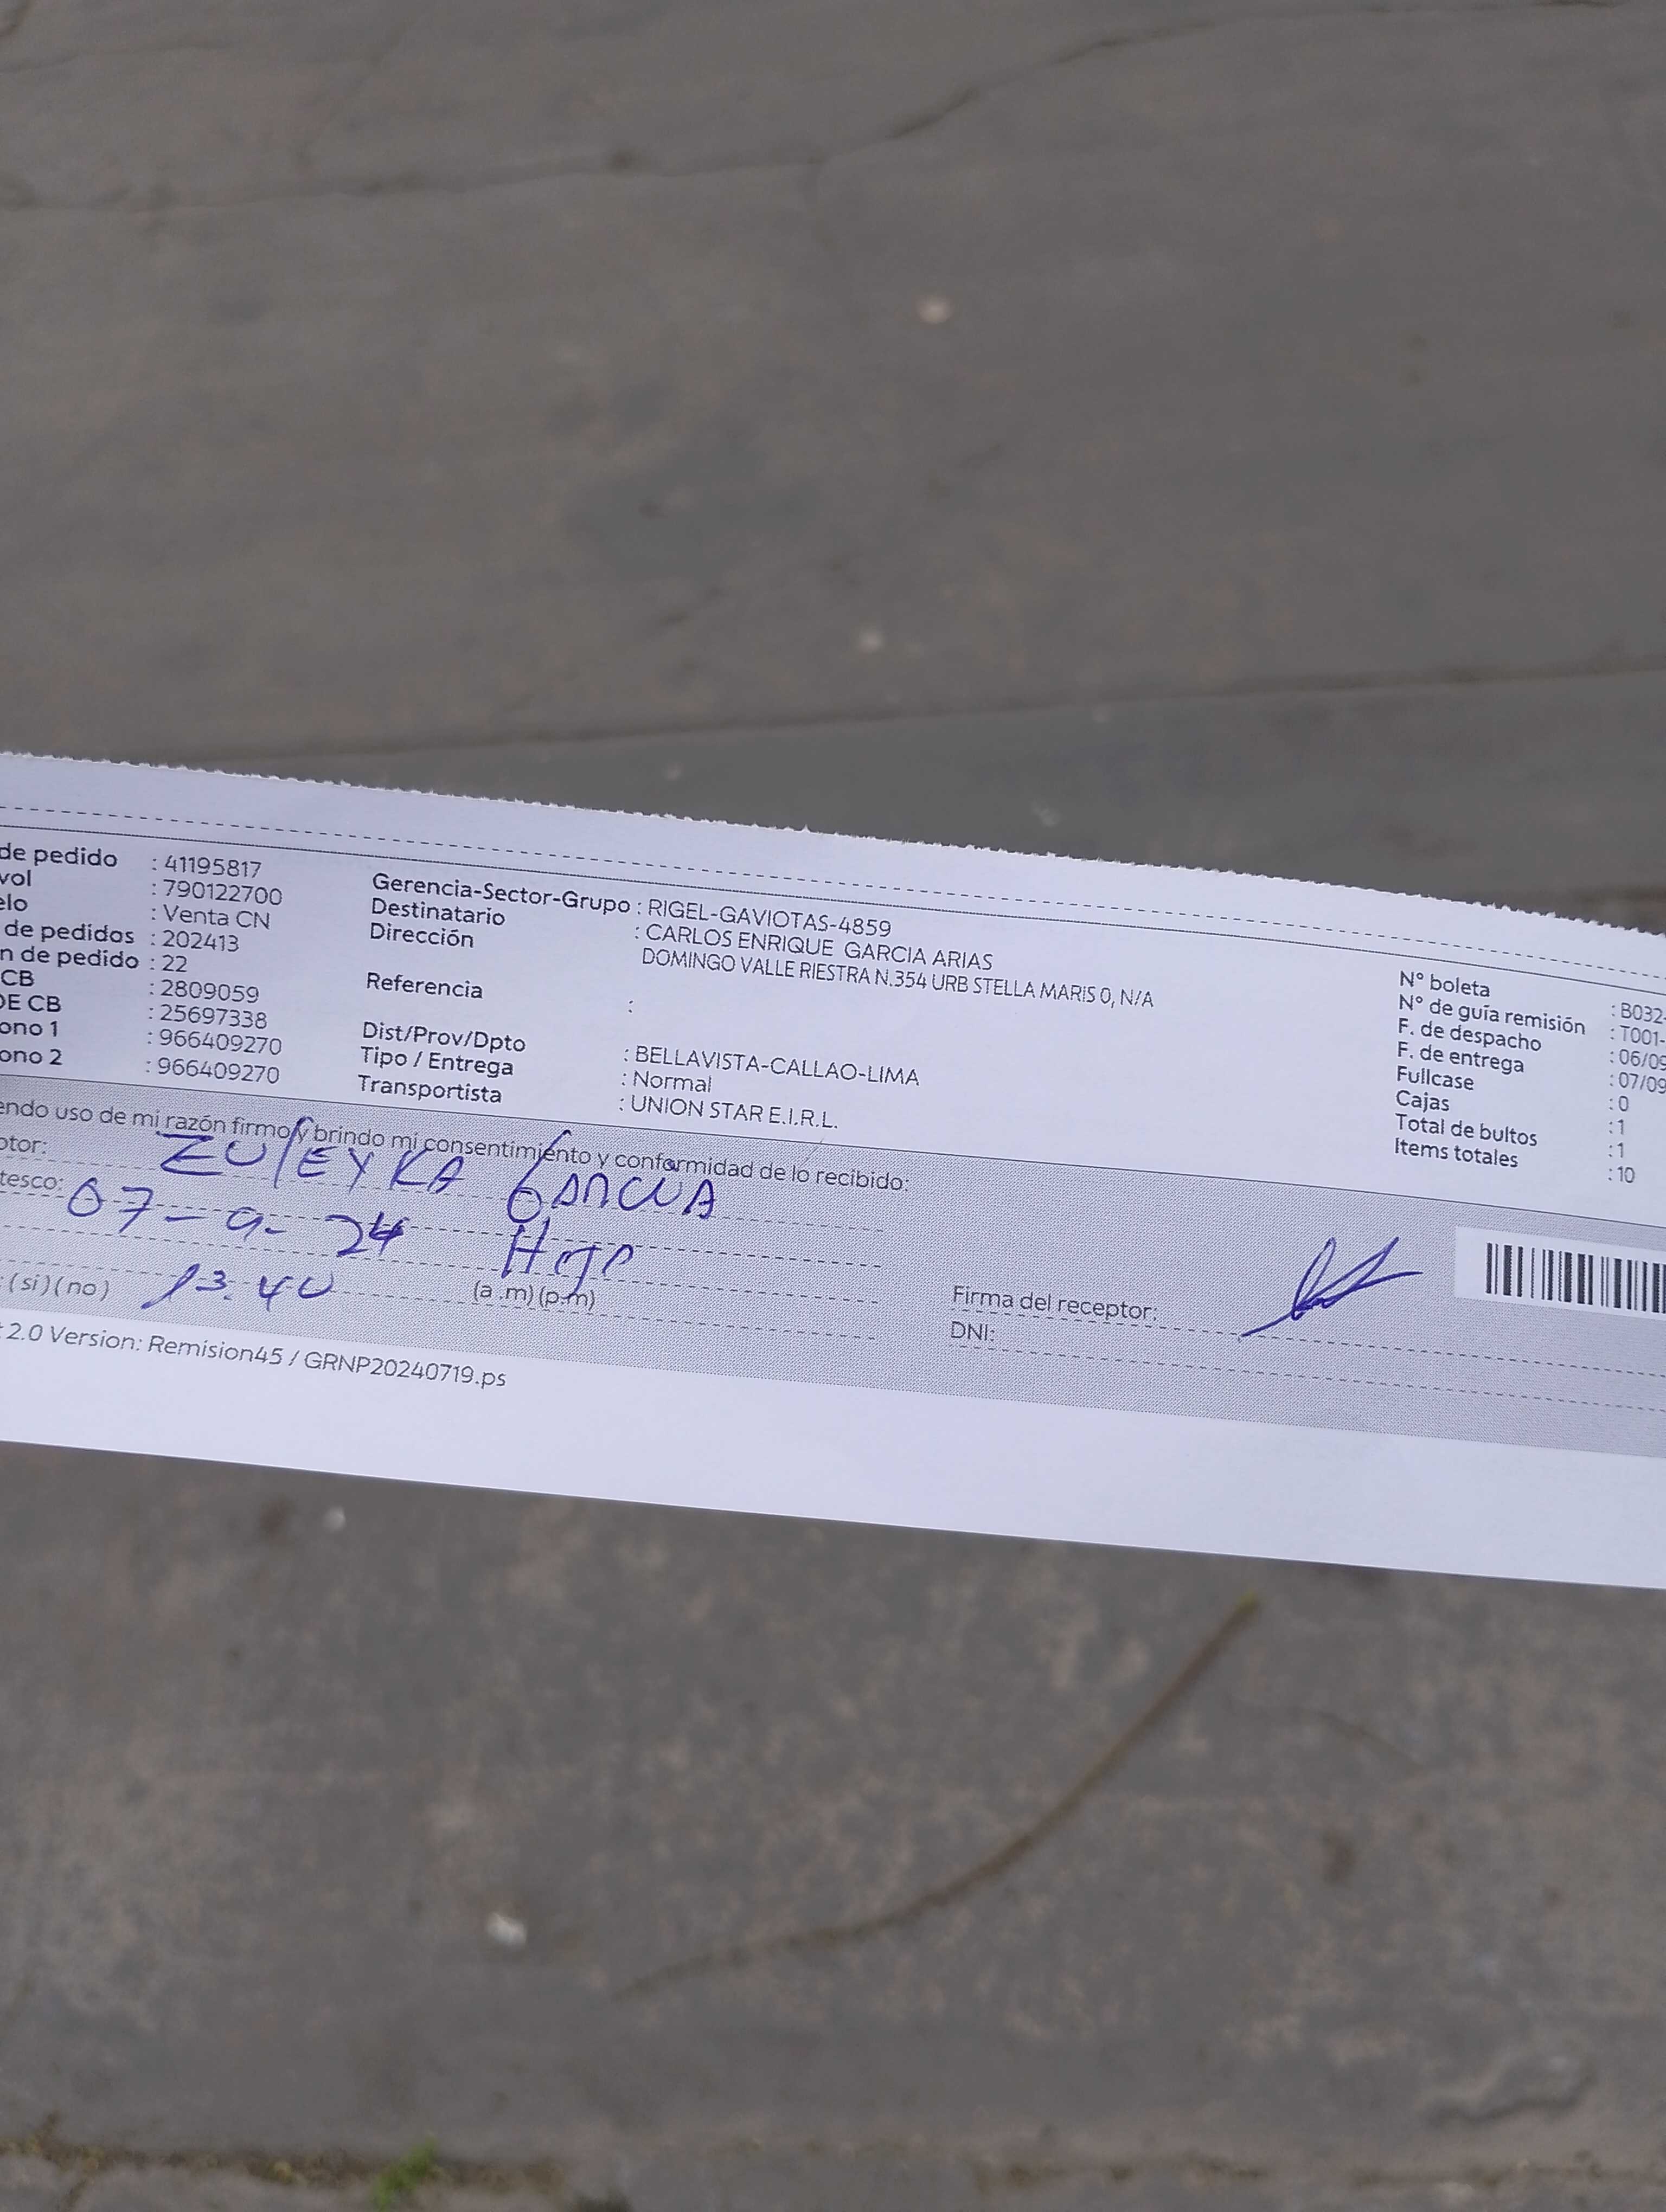 de pedido : 41195817
vol : 790122700
elo : Venta CN
de pedidos : 202413
n de pedido : 22
CB : 2809059
DE CB : 25697338
ono 1 : 966409270
ono 2 : 966409270
Gerencia-Sector-Grupo : RIGEL-GAVIOTAS-4859
Destinatario : CARLOS ENRIQUE GARCIA ARIAS
Dirección DOMINGO VALLE RIESTRA N.354 URB STELLA MARIS 0, N/A
Referencia :
Dist/Prov/Dpto : BELLAVISTA-CALLAO-LIMA
Tipo / Entrega : Normal
Transportista : UNION STAR E.I.R.L.
N° boleta : B032-
N° de guía remisión : T001-
F. de despacho : 06/09
F. de entrega : 07/09
Fullcase : 0
Cajas : 1
Total de bultos : 1
Items totales : 10
endo uso de mi razón firmo y brindo mi consentimiento y conformidad de lo recibido:
ptor: ZULEYKA GARCIA
tesco: 07-9-24 HIJA
: (si) (no) 13:40 (a .m) (p.m)
Firma del receptor:
DNI:
t 2.0 Version: Remision45 / GRNP20240719.ps